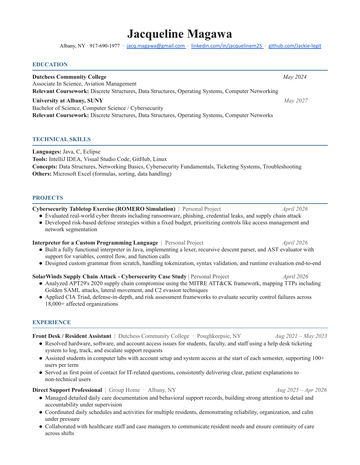 Jacqueline Magawa
Albany, NY · 917-690-1977 · jacq.magawa@gmail.com · linkedin.com/in/jacquelinem25 · github.com/Jackie-legit
EDUCATION
Dutchess Community College May 2024
Associate In Science, Aviation Management
Relevant Coursework: Discrete Structures, Data Structures, Operating Systems, Computer Networking
University at Albany, SUNY May 2027
Bachelor of Science, Computer Science / Cybersecurity
Relevant Coursework: Discrete Structures, Data Structures, Operating Systems, Computer Networks
TECHNICAL SKILLS
Languages: Java, C, Eclipse
Tools: IntelliJ IDEA, Visual Studio Code, GitHub, Linux
Concepts: Data Structures, Networking Basics, Cybersecurity Fundamentals, Ticketing Systems, Troubleshooting
Others: Microsoft Excel (formulas, sorting, data handling)
PROJECTS
Cybersecurity Tabletop Exercise (ROMERO Simulation) | Personal Project April 2026
● Evaluated real-world cyber threats including ransomware, phishing, credential leaks, and supply chain attack
● Developed risk-based defense strategies within a fixed budget, prioritizing controls like access management and
network segmentation
Interpreter for a Custom Programming Language | Personal Project April 2026
● Built a fully functional interpreter in Java, implementing a lexer, recursive descent parser, and AST evaluator with
support for variables, control flow, and function calls
● Designed custom grammar from scratch, handling tokenization, syntax validation, and runtime evaluation end-to-end
SolarWinds Supply Chain Attack - Cybersecurity Case Study | Personal Project April 2026
● Analyzed APT29's 2020 supply chain compromise using the MITRE ATT&CK framework, mapping TTPs including
Golden SAML attacks, lateral movement, and C2 evasion techniques
● Applied CIA Triad, defense-in-depth, and risk assessment frameworks to evaluate security control failures across
18,000+ affected organizations
EXPERIENCE
Front Desk / Resident Assistant | Dutchess Community College · Poughkeepsie, NY Aug 2021 – May 2023
● Resolved hardware, software, and account access issues for students, faculty, and staff using a help desk ticketing
system to log, track, and escalate support requests
● Assisted students in computer labs with account setup and system access at the start of each semester, supporting 100+
users per term
● Served as first point of contact for IT-related questions, consistently delivering clear, patient explanations to
non-technical users
Direct Support Professional | Group Home · Albany, NY Aug 2025 – Apr 2026
● Managed detailed daily care documentation and behavioral support records, building strong attention to detail and
accountability under supervision
● Coordinated daily schedules and activities for multiple residents, demonstrating reliability, organization, and calm
under pressure
● Collaborated with healthcare staff and case managers to communicate resident needs and ensure continuity of care
across shifts